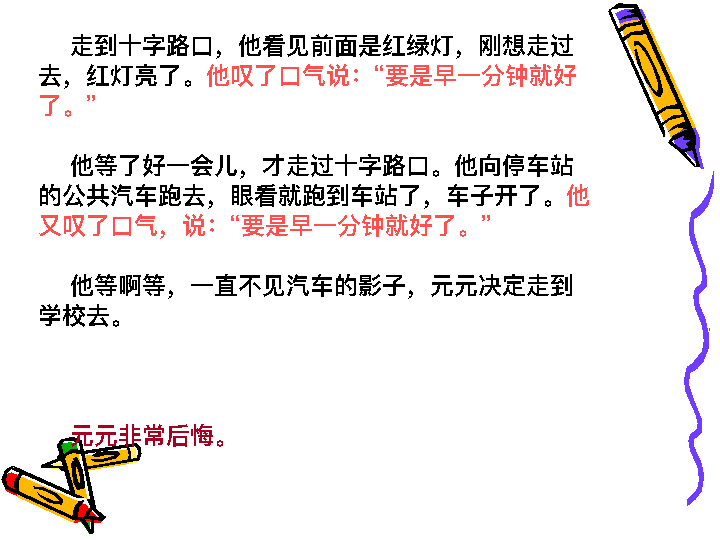 走到十字路口，他看见前面是红绿灯，刚想走过
去，红灯亮了。他叹了口气说：“要是早一分钟就好
了。”
他等了好一会儿，才走过十字路口。他向停车站
的公共汽车跑去，眼看就跑到车站了，车子开了。他
又叹了口气，说：“要是早一分钟就好了。”
他等啊等，一直不见汽车的影子，元元决定走到
学校去。
元元非常后悔。